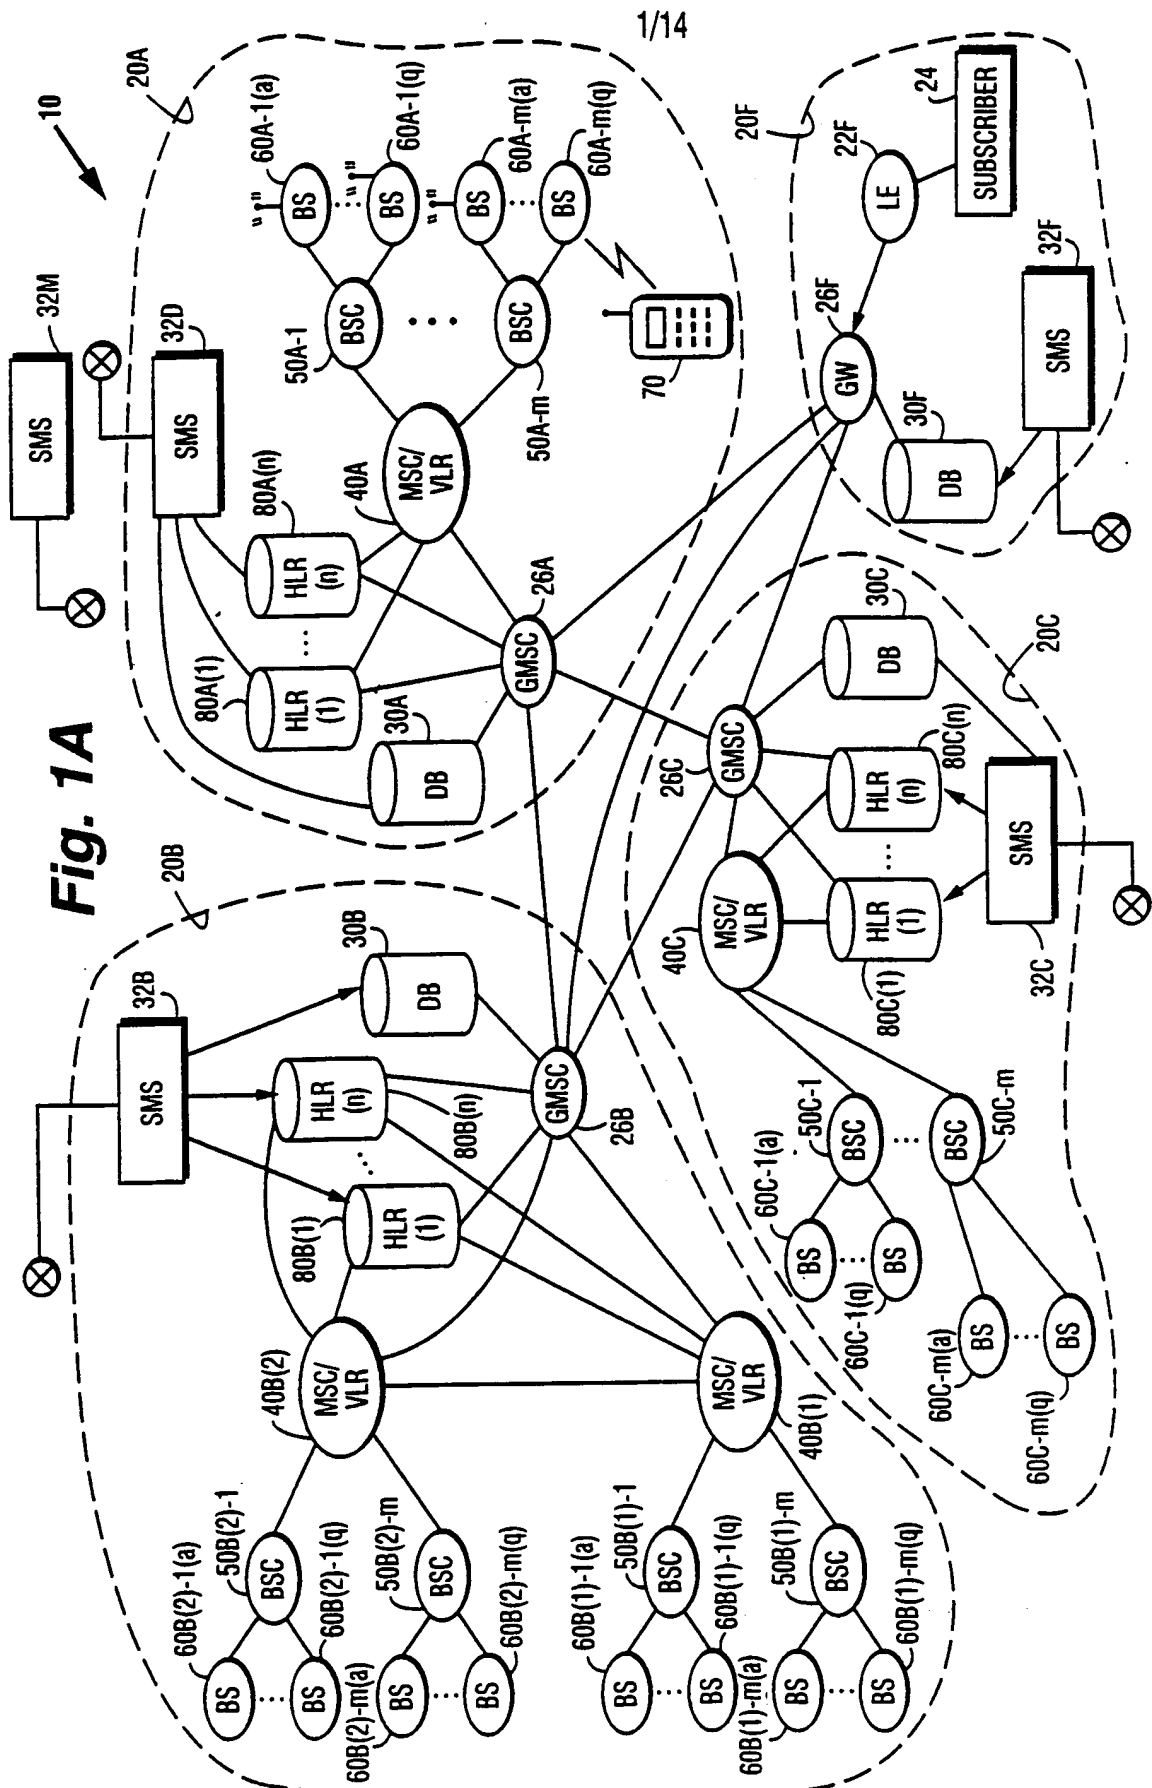 1/14
Fig. 1A
10
32M
SMS
20A
32D
SMS
80A(n)
HLR
(n)
80A(1)
HLR
(1)
30A
DB
40A
MSC/
VLR
26A
GMSC
50A-1
BSC
50A-m
BSC
60A-1(a)
BS
60A-1(q)
BS
60A-m(a)
BS
60A-m(q)
BS
70
20B
32B
SMS
30B
DB
HLR
(n)
80B(n)
80B(1)
HLR
(1)
GMSC
26B
40B(2)
MSC/
VLR
MSC/
VLR
40B(1)
50B(2)-1
BSC
50B(2)-m
BSC
60B(2)-1(a)
BS
60B(2)-1(q)
BS
60B(2)-m(a)
BS
60B(2)-m(q)
BS
50B(1)-1
BSC
50B(1)-m
BSC
60B(1)-1(a)
BS
60B(1)-1(q)
BS
60B(1)-m(a)
BS
60B(1)-m(q)
BS
20C
26C
GMSC
30C
DB
80C(n)
HLR
(n)
80C(1)
HLR
(1)
32C
SMS
40C
MSC/
VLR
50C-1
BSC
50C-m
BSC
60C-1(a)
BS
60C-1(q)
BS
60C-m(a)
BS
60C-m(q)
BS
20F
22F
LE
24
SUBSCRIBER
26F
GW
30F
DB
32F
SMS